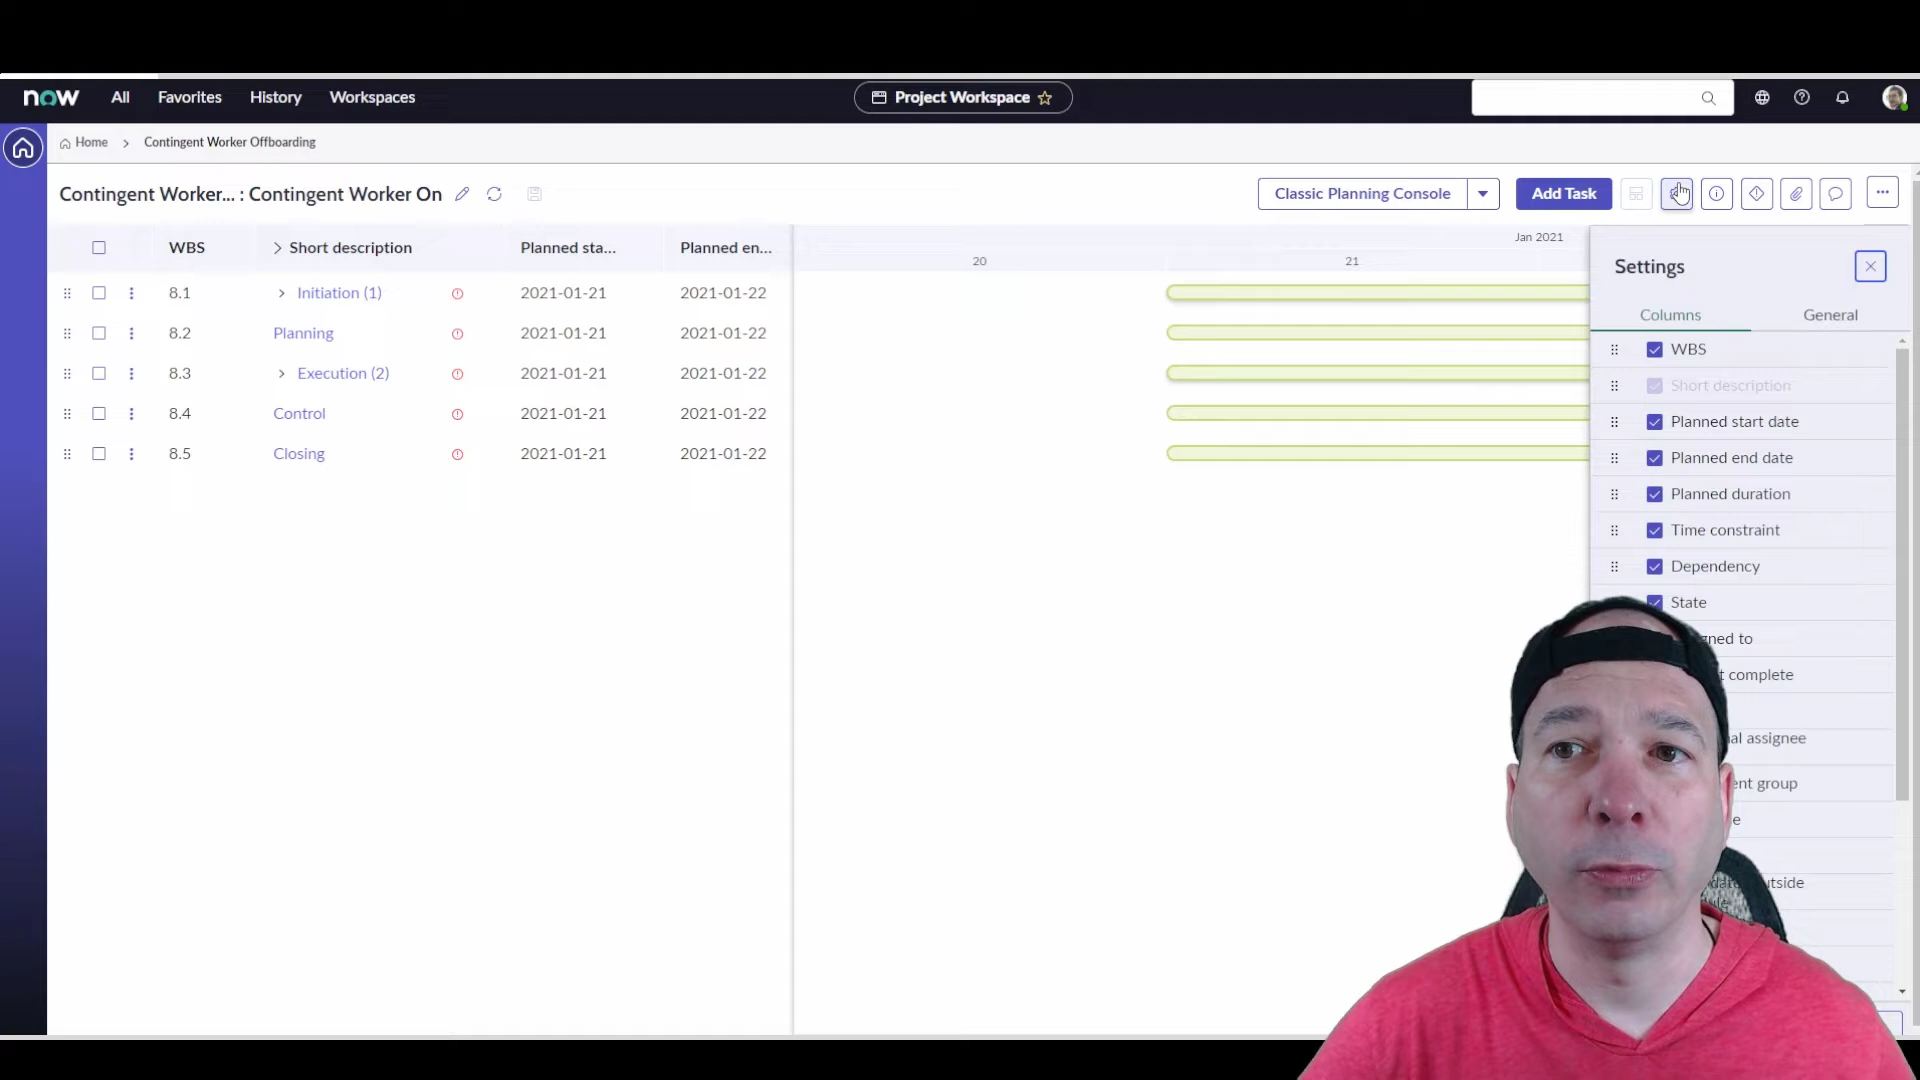 now All Favorites History Workspaces Project Workspace
Home > Contingent Worker Offboarding
Contingent Worker... : Contingent Worker On Classic Planning Console Add Task
WBS Short description Planned sta... Planned en...
Jan 2021
20 21
8.1 Initiation (1) 2021-01-21 2021-01-22
8.2 Planning 2021-01-21 2021-01-22
8.3 Execution (2) 2021-01-21 2021-01-22
8.4 Control 2021-01-21 2021-01-22
8.5 Closing 2021-01-21 2021-01-22
Settings
Columns General
WBS
Short description
Planned start date
Planned end date
Planned duration
Time constraint
Dependency
State
to
complete
assignee
group